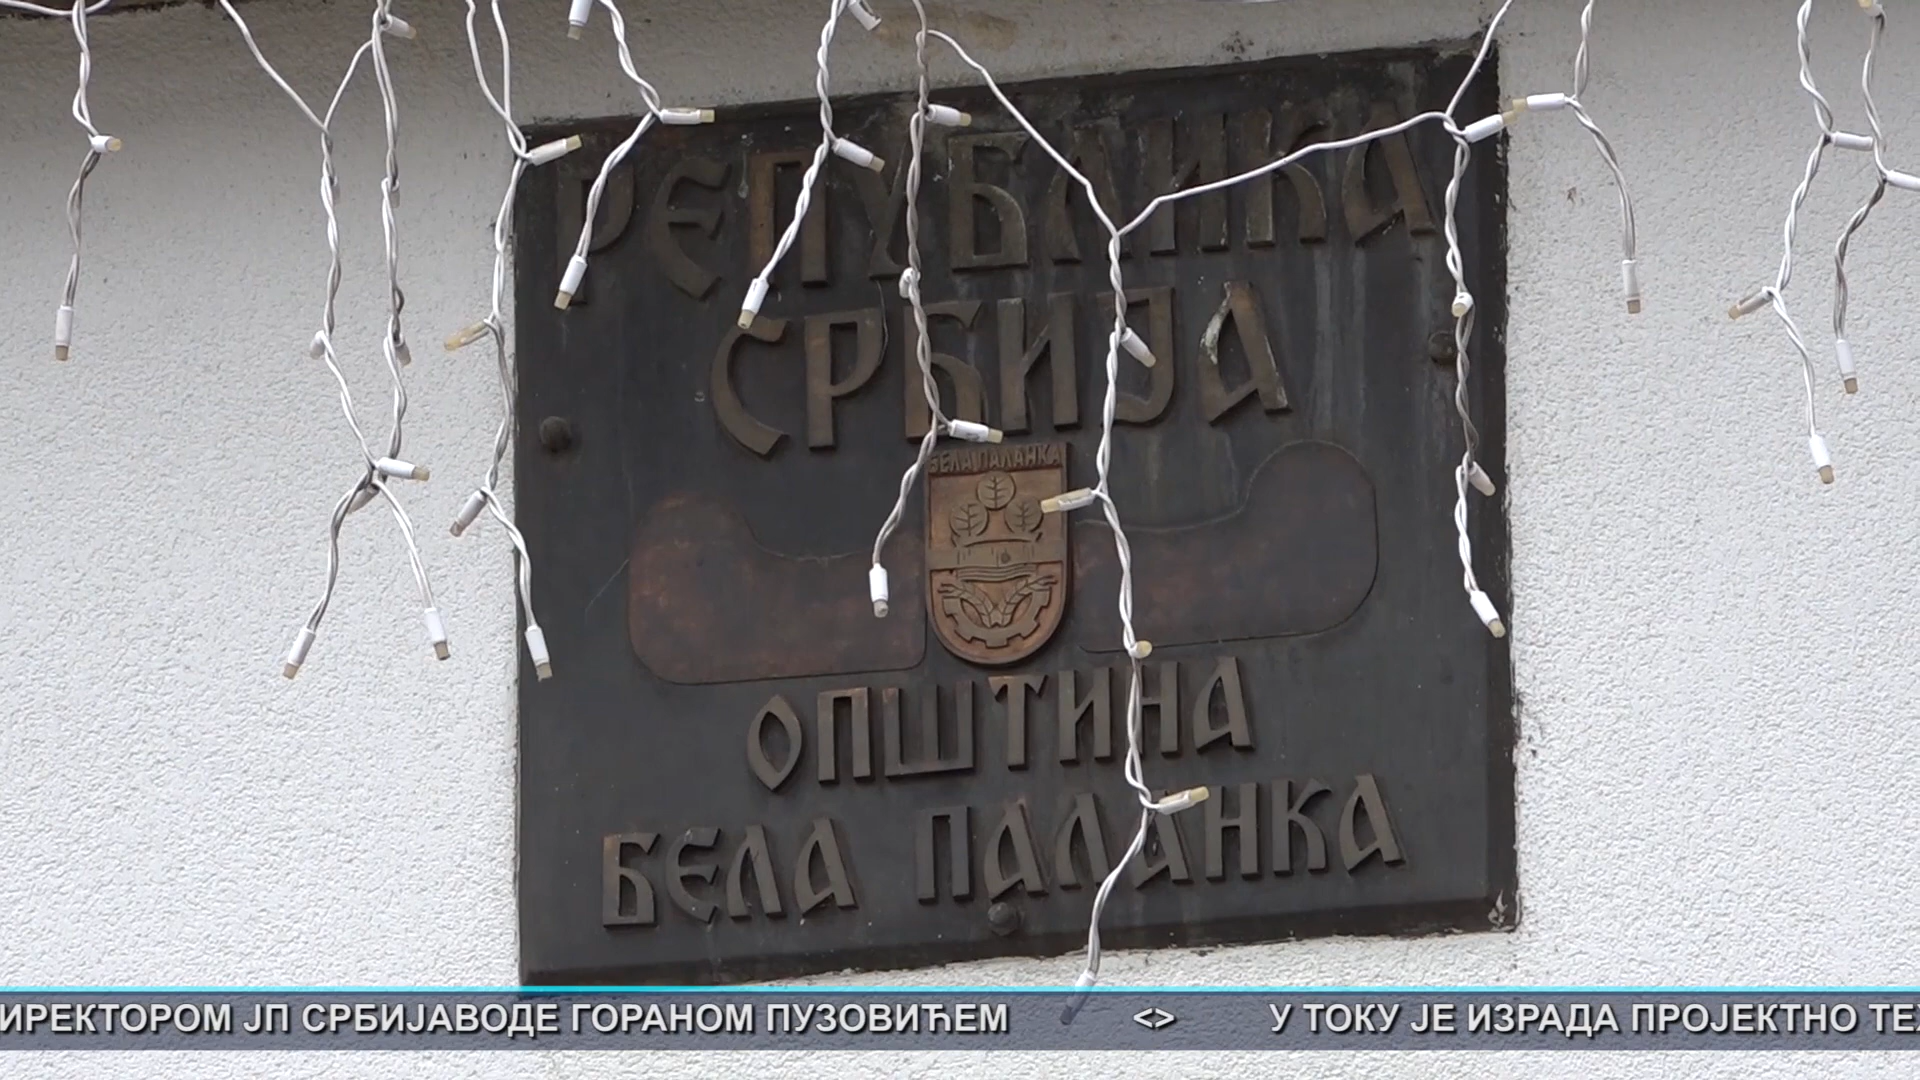 РЕПУБЛИКА
СРБИЈА
БЕЛА ПАЛАНКА
ОПШТИНА
БЕЛА ПАЛАНКА
ИРЕКТОРОМ ЈП СРБИЈАВОДЕ ГОРАНОМ ПУЗОВИЋЕМ <> У ТОКУ ЈЕ ИЗРАДА ПРОЈЕКТНО ТЕ